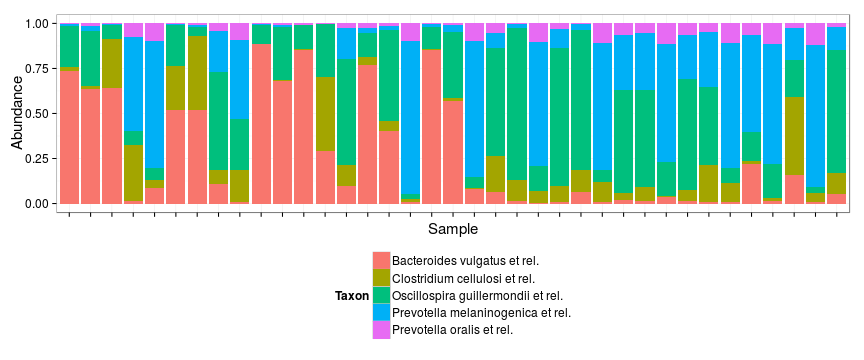 1.00
0.75
0.50
0.25
0.00
Abundance
Sample
Taxon
Bacteroides vulgatus et rel.
Clostridium cellulosi et rel.
Oscillospira guillermondii et rel.
Prevotella melaninogenica et rel.
Prevotella oralis et rel.